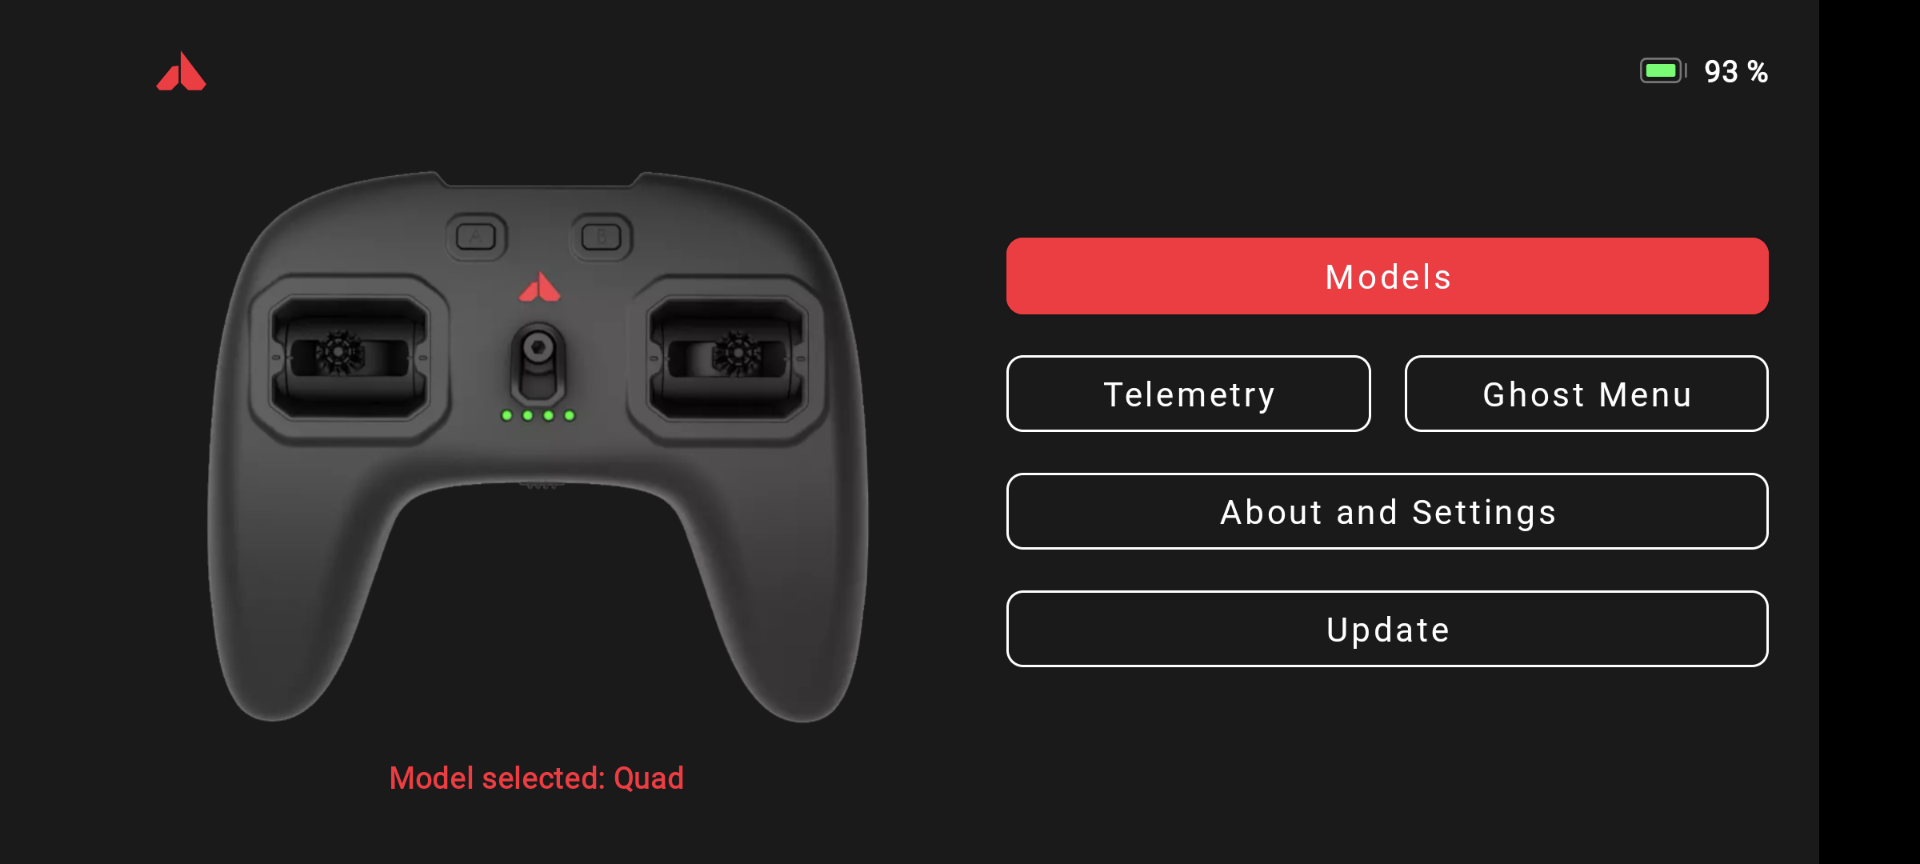 93 %
A
B
Models
Telemetry
Ghost Menu
About and Settings
Update
Model selected: Quad